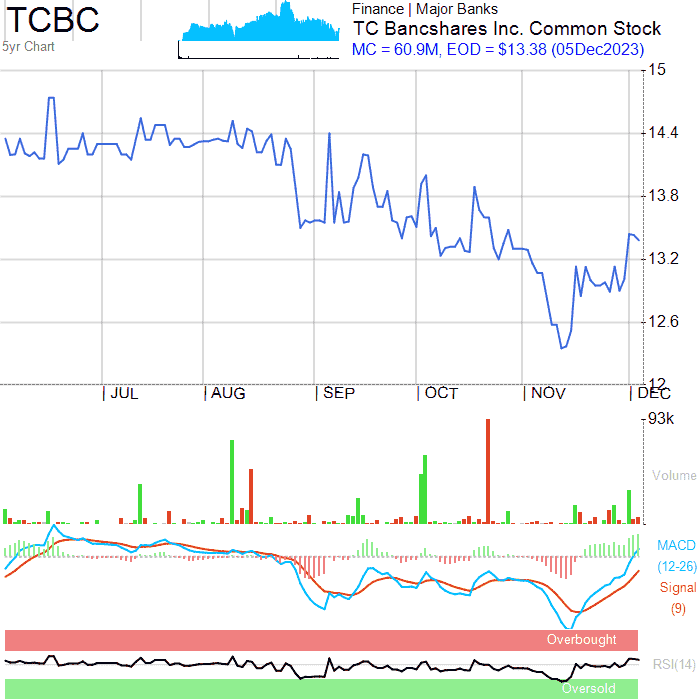 TCBC
5yr Chart
Finance | Major Banks
TC Bancshares Inc. Common Stock
MC = 60.9M, EOD = $13.38 (05Dec2023)
15
14.4
13.8
13.2
12.6
12
JUL AUG SEP OCT NOV DEC
93k
Volume
MACD
(12-26)
Signal
(9)
Overbought
RSI(14)
Oversold